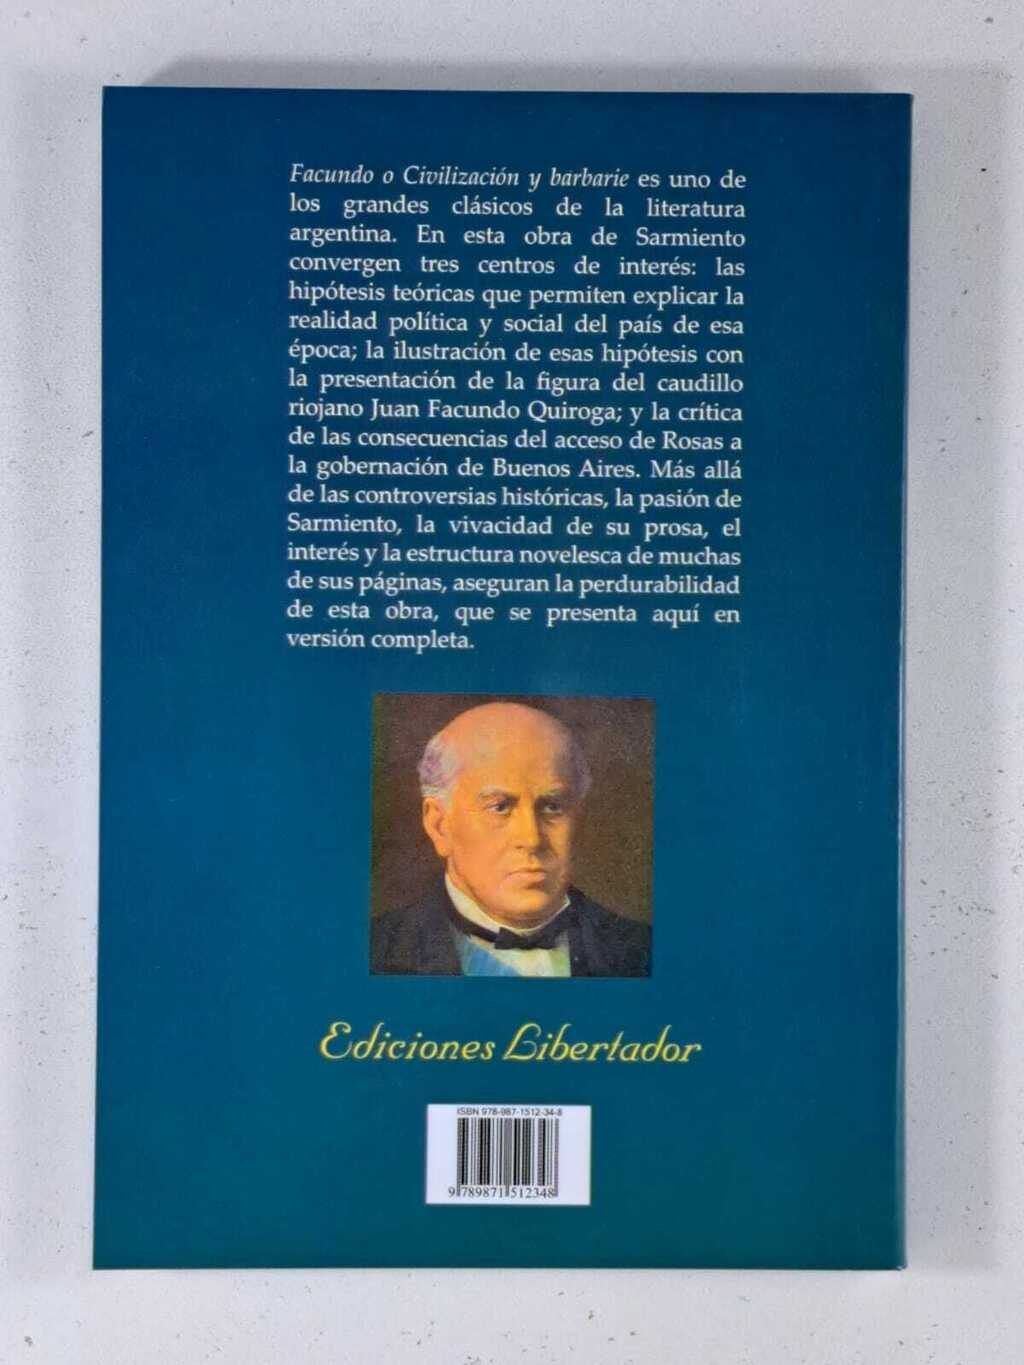 Facundo o Civilización y barbarie es uno de
los grandes clásicos de la literatura
argentina. En esta obra de Sarmiento
convergen tres centros de interés: las
hipótesis teóricas que permiten explicar la
realidad política y social del país de esa
época; la ilustración de esas hipótesis con
la presentación de la figura del caudillo
riojano Juan Facundo Quiroga; y la crítica
de las consecuencias del acceso de Rosas a
la gobernación de Buenos Aires. Más allá
de las controversias históricas, la pasión de
Sarmiento, la vivacidad de su prosa, el
interés y la estructura novelesca de muchas
de sus páginas, aseguran la perdurabilidad
de esta obra, que se presenta aquí en
versión completa.
Ediciones Libertador
ISBN 978-987-1512-34-8
9 789871 512348